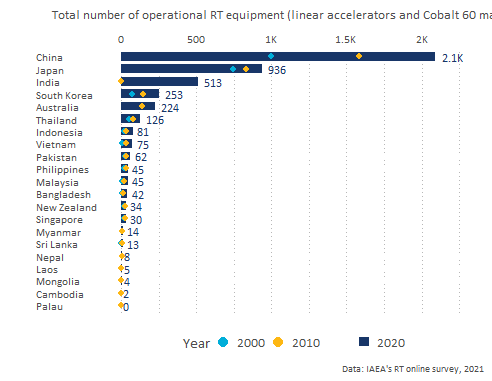 Total number of operational RT equipment (linear accelerators and Cobalt 60 ma
0 500 1K 1.5K 2K
China 2.1K
Japan 936
India 513
South Korea 253
Australia 224
Thailand 126
Indonesia 81
Vietnam 75
Pakistan 62
Philippines 45
Malaysia 45
Bangladesh 42
New Zealand 34
Singapore 30
Myanmar 14
Sri Lanka 13
Nepal 8
Laos 5
Mongolia 4
Cambodia 2
Palau 0
Year 2000 2010 2020
Data: IAEA's RT online survey, 2021